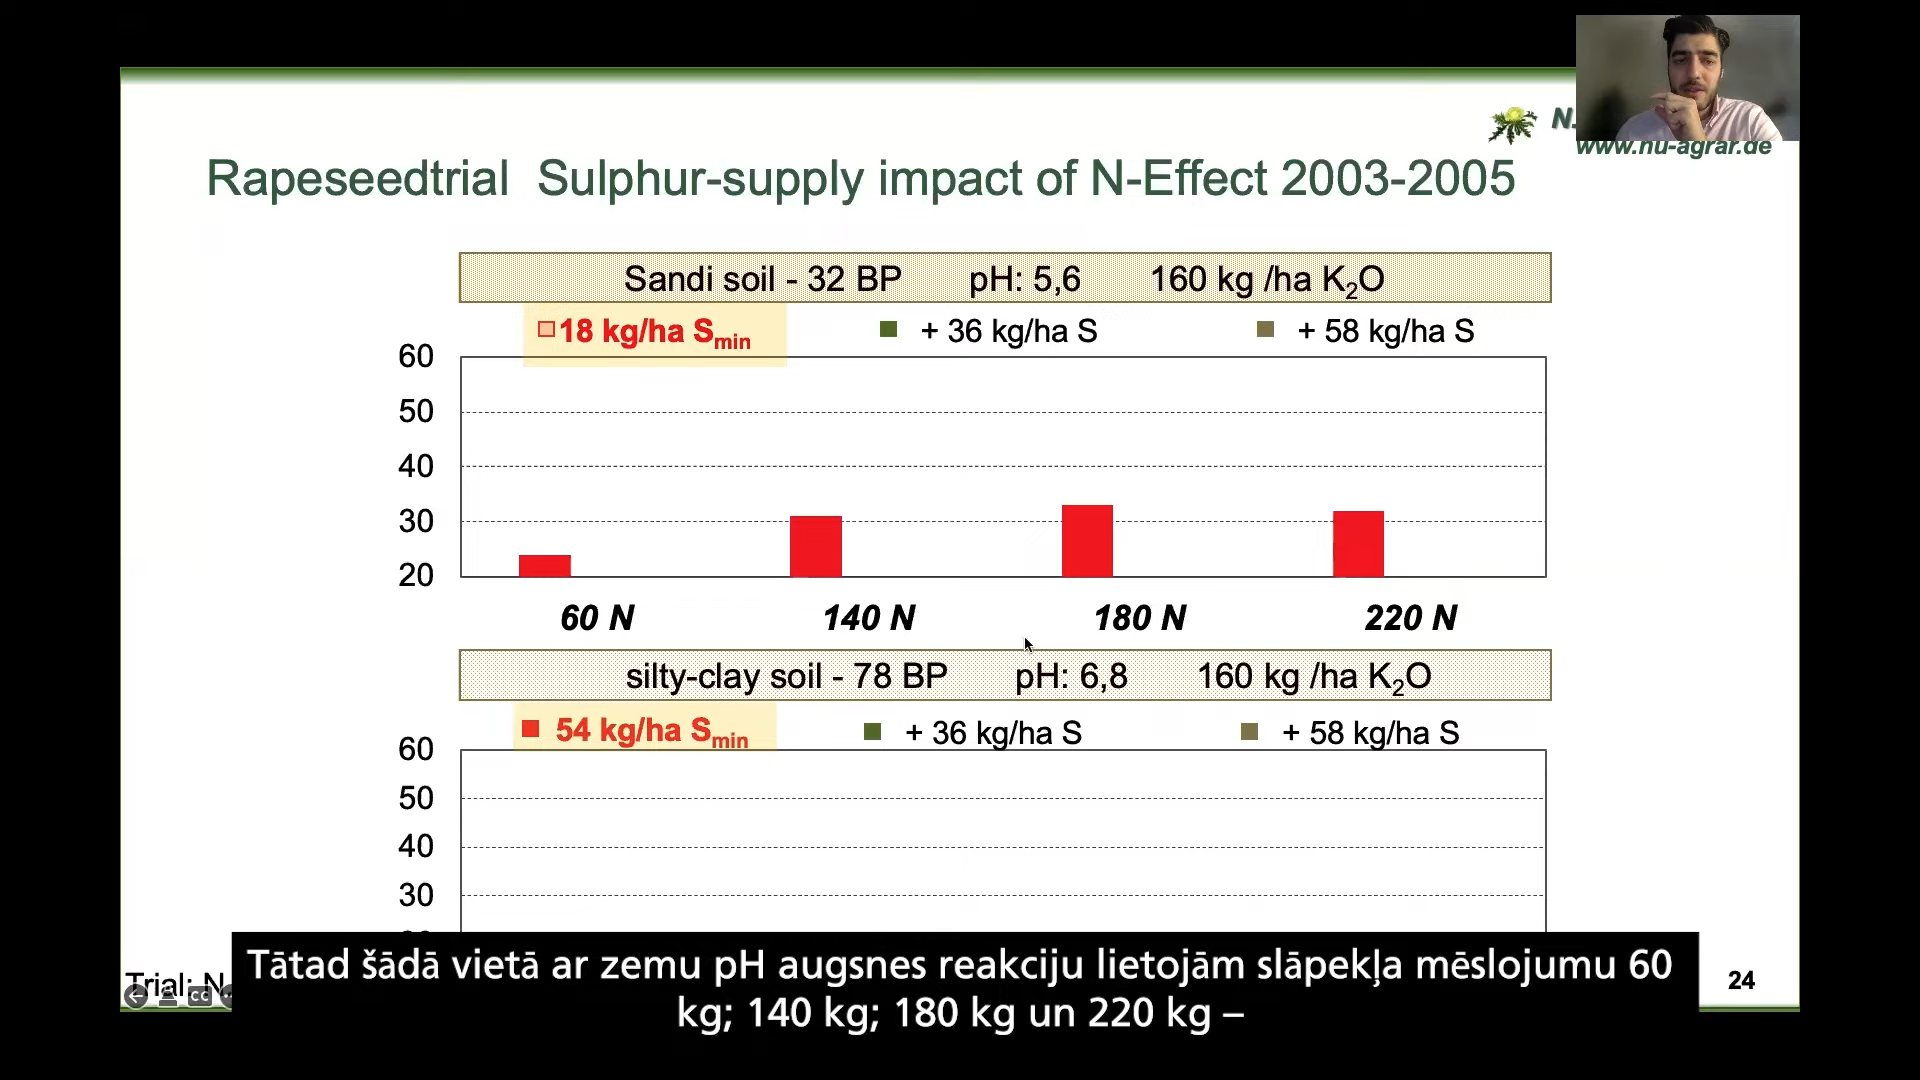 N.
www.nu-agrar.de
Rapeseedtrial Sulphur-supply impact of N-Effect 2003-2005
Sandi soil - 32 BP pH: 5,6 160 kg /ha K₂O
18 kg/ha Smin + 36 kg/ha S + 58 kg/ha S
60
50
40
30
20
60 N 140 N 180 N 220 N
silty-clay soil - 78 BP pH: 6,8 160 kg /ha K₂O
54 kg/ha Smin + 36 kg/ha S + 58 kg/ha S
60
50
40
30
Trial: N.
CC
Tātad šādā vietā ar zemu pH augsnes reakciju lietojām slāpekļa mēslojumu 60
kg; 140 kg; 180 kg un 220 kg –
24